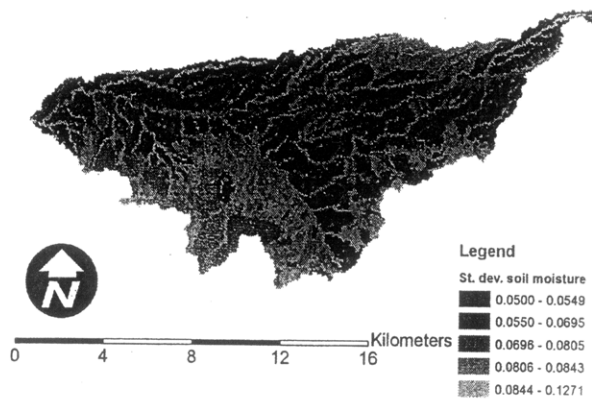 N
Kilometers
0 4 8 12 16
Legend
St. dev. soil moisture
0.0500 - 0.0549
0.0550 - 0.0695
0.0696 - 0.0805
0.0806 - 0.0843
0.0844 - 0.1271